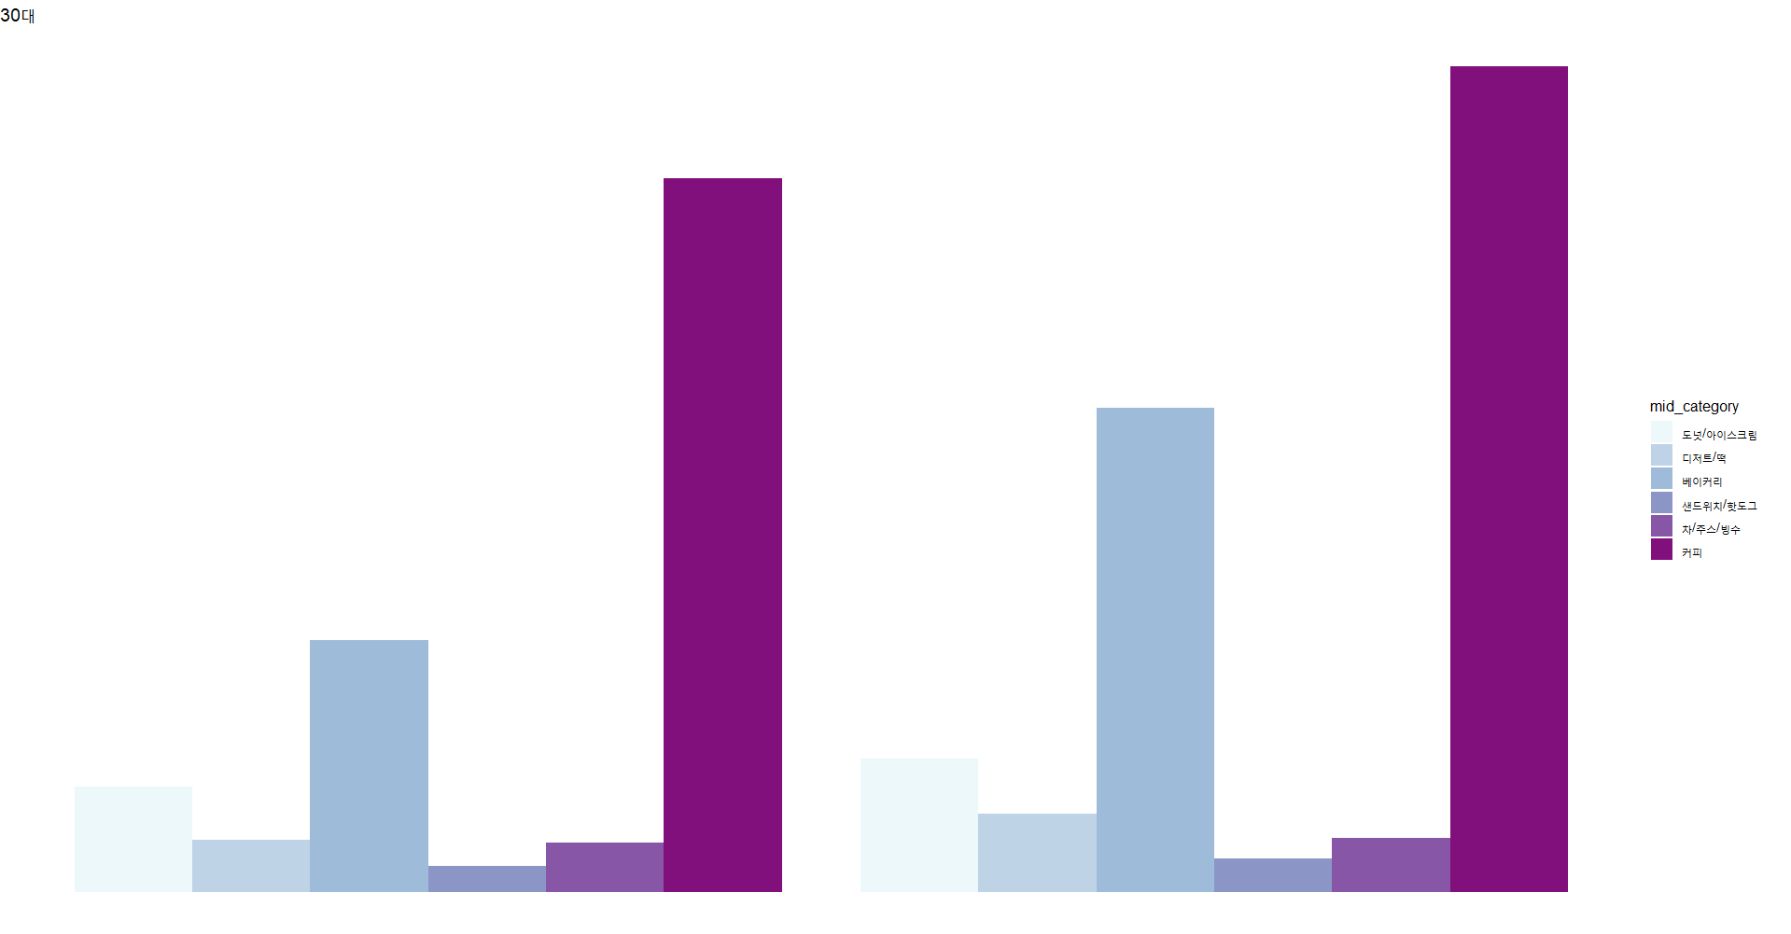 30대
mid_category
도넛/아이스크림
디저트/떡
베이커리
샌드위치/핫도그
차/주스/빙수
커피